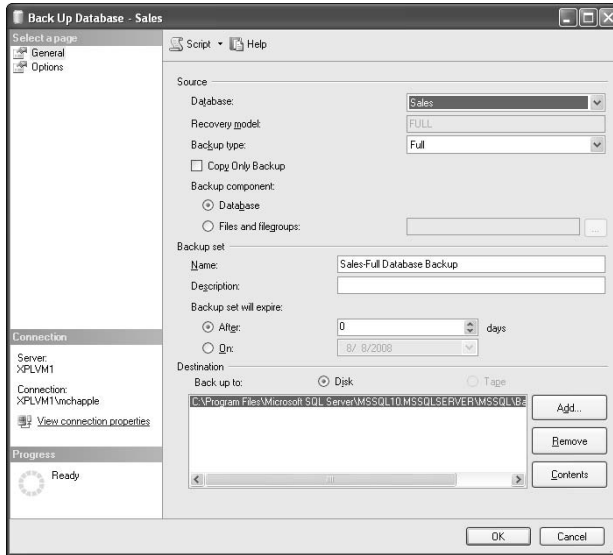 Back Up Database - Sales
Select a page
General
Options
Script Help
Source
Database: Sales
Recovery model: FULL
Backup type: Full
Copy Only Backup
Backup component:
Database
Files and filegroups: ...
Backup set
Name: Sales-Full Database Backup
Description:
Backup set will expire:
After: 0 days
On: 8/ 8/2008
Destination
Back up to: Disk Tape
C:\Program Files\Microsoft SQL Server\MSSQL10.MSSQLSERVER\MSSQL\Ba
Add...
Remove
Contents
Connection
Server:
XPLVM1
Connection:
XPLVM1\mchapple
View connection properties
Progress
Ready
OK Cancel